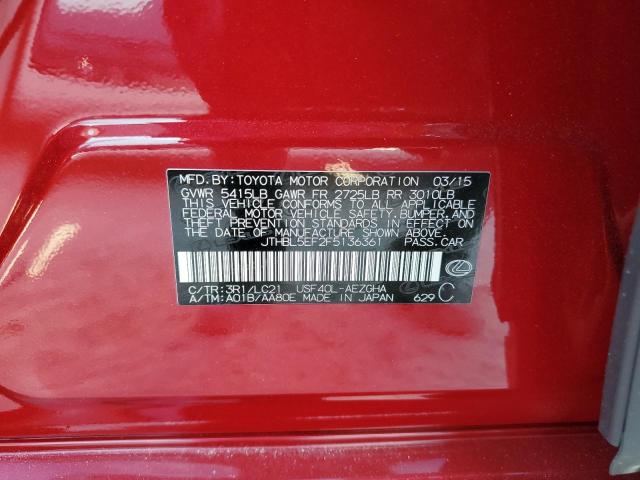 MFD. BY: TOYOTA MOTOR CORPORATION 03/15
GVWR 5415LB GAWR FR 2725LB RR 3010LB
THIS VEHICLE CONFORMS TO ALL APPLICABLE
FEDERAL MOTOR VEHICLE SAFETY, BUMPER, AND
THEFT PREVENTION STANDARDS IN EFFECT ON
THE DATE OF MANUFACTURE SHOWN ABOVE.
JTHBL5EF2F5136361 PASS.CAR
C/TR: 3R1/LC21 USF40L-AEZGHA
A/TM: A01B/AA80E MADE IN JAPAN 629 C